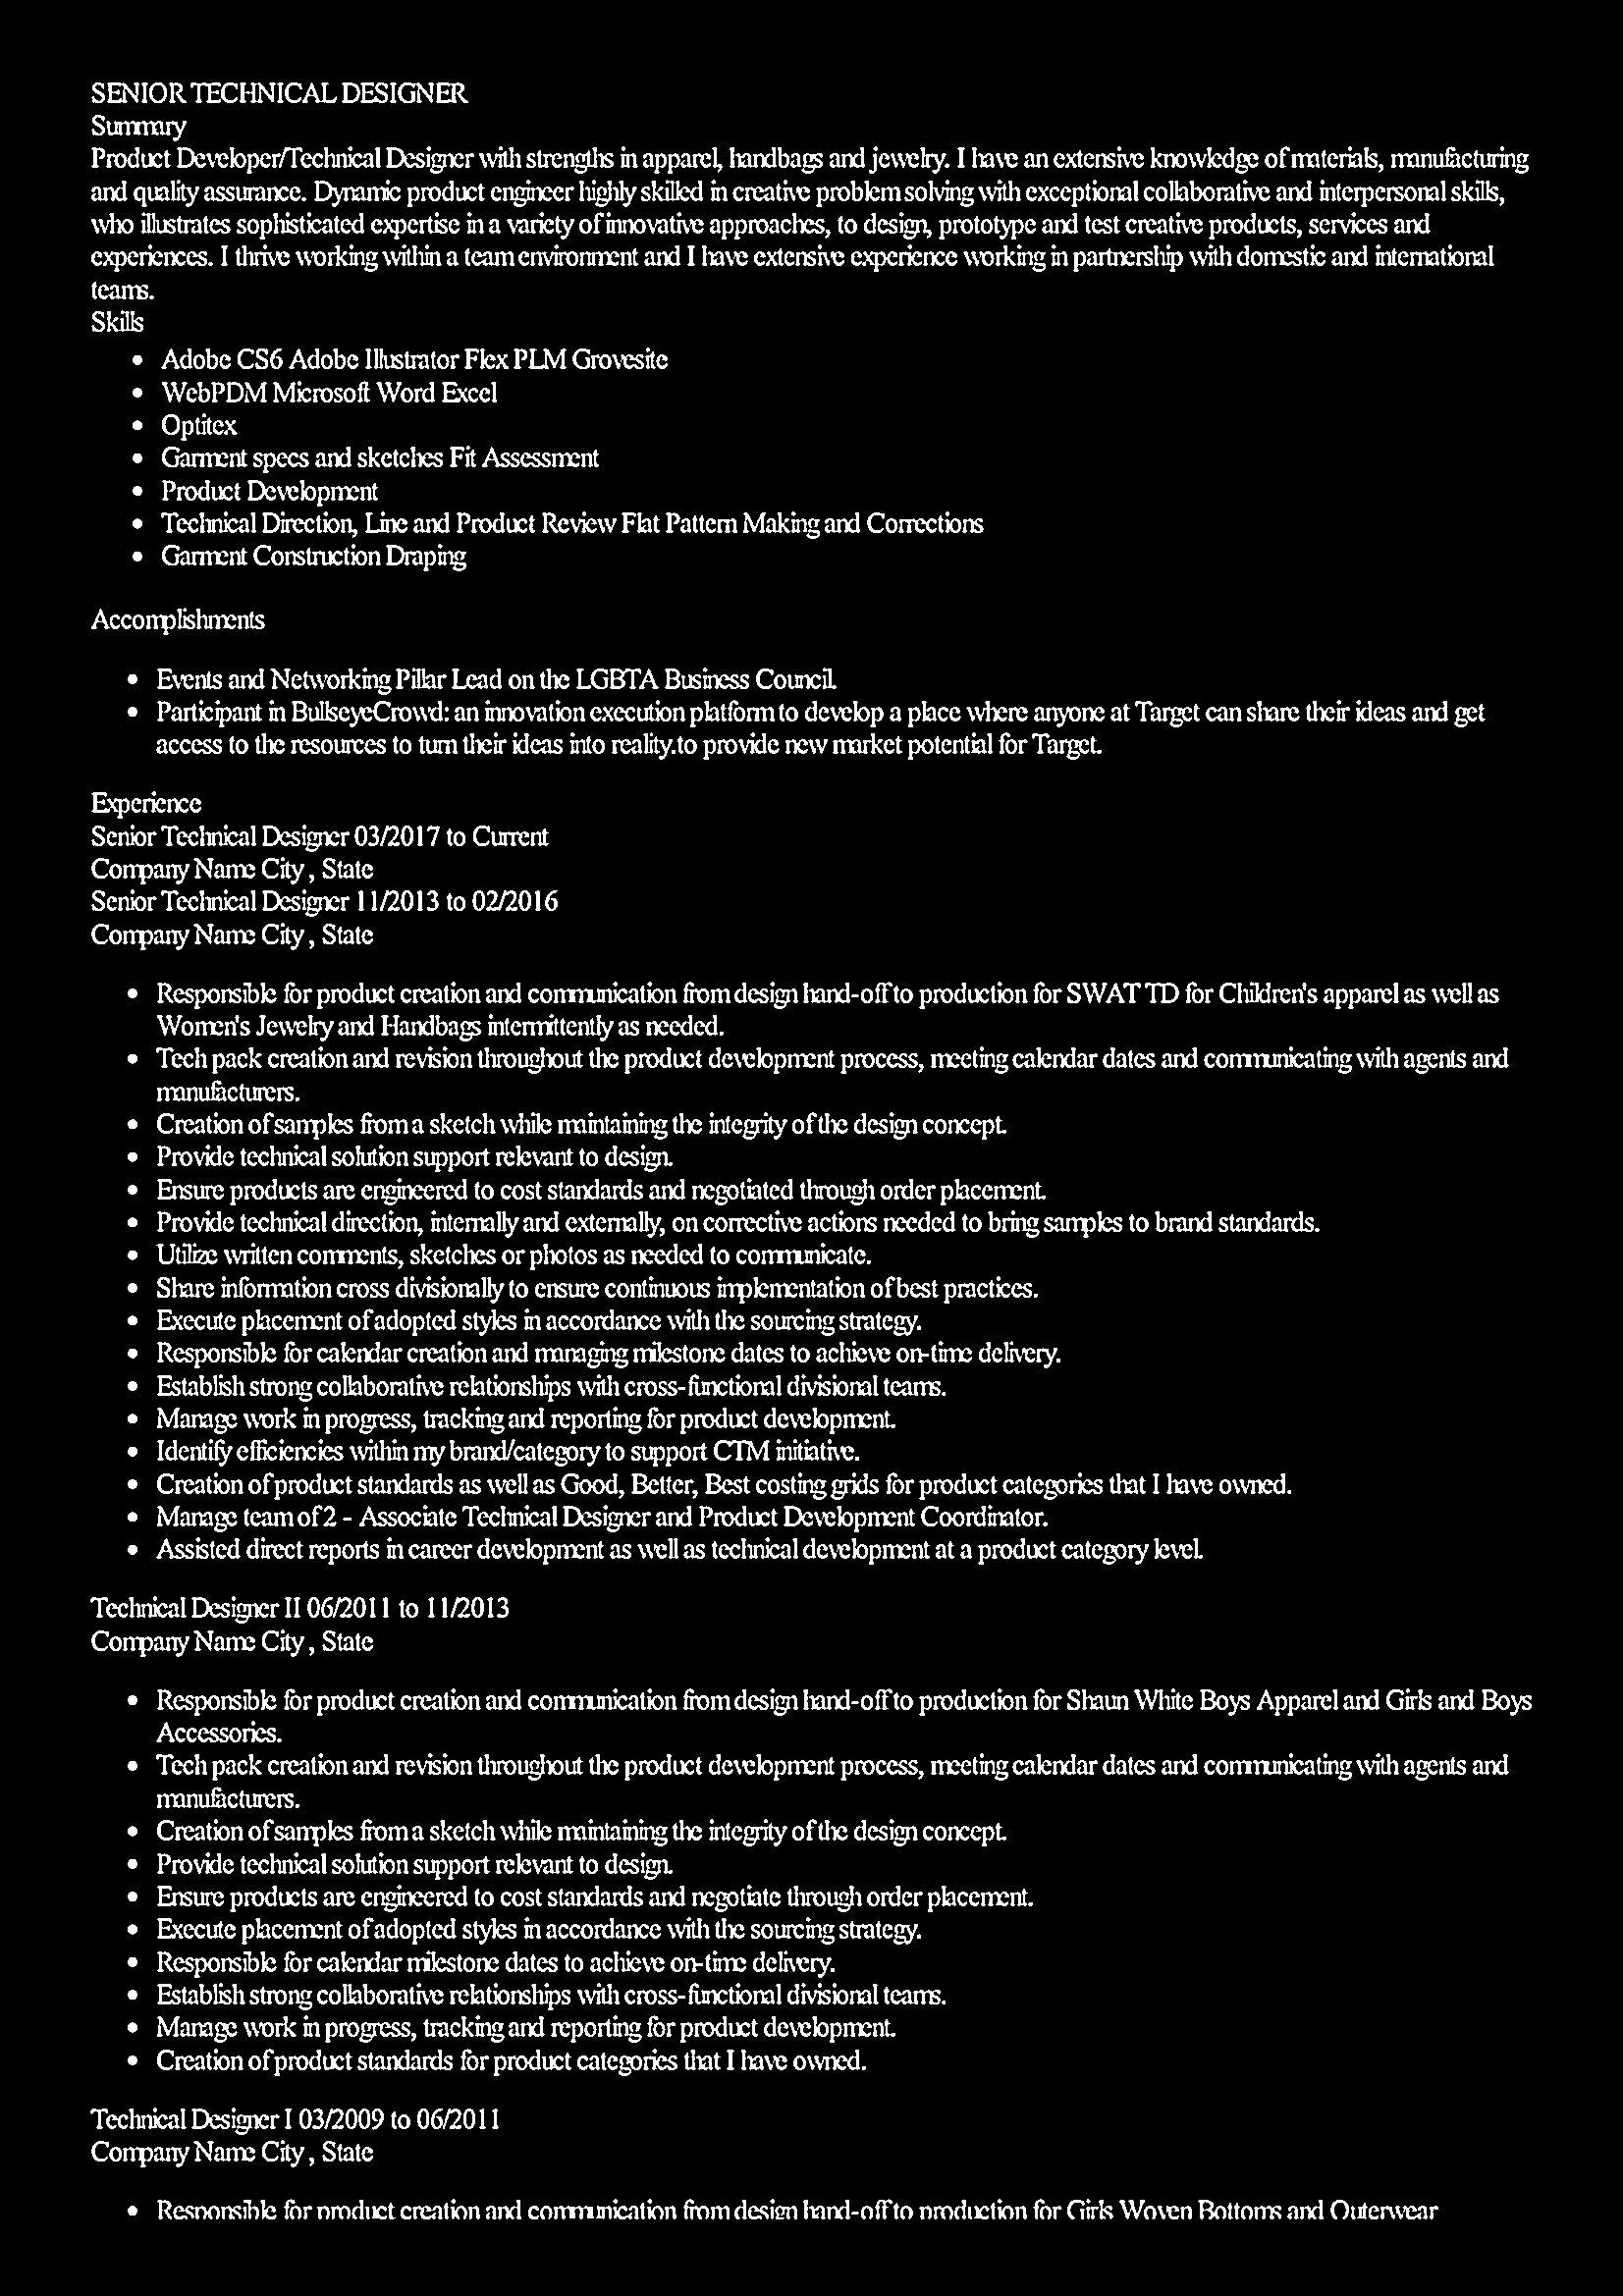 SENIOR TECHNICAL DESIGNER
Summary
Product Developer/Technical Designer with strengths in apparel, handbags and jewelry. I have an extensive knowledge of materials, manufacturing
and quality assurance. Dynamic product engineer highly skilled in creative problem solving with exceptional collaborative and interpersonal skills,
who illustrates sophisticated expertise in a variety of innovative approaches, to design, prototype and test creative products, services and
experiences. I thrive working within a team environment and I have extensive experience working in partnership with domestic and international
teams.
Skills
• Adobe CS6 Adobe Illustrator Flex PLM Grovesite
• WebPDM Microsoft Word Excel
• Optitex
• Garment specs and sketches Fit Assessment
• Product Development
• Technical Direction, Line and Product Review Flat Pattern Making and Corrections
• Garment Construction Draping
Accomplishments
• Events and Networking Pillar Lead on the LGBTA Business Council.
• Participant in BullseyeCrowd: an innovation execution platform to develop a place where anyone at Target can share their ideas and get
access to the resources to turn their ideas into reality.to provide new market potential for Target.
Experience
Senior Technical Designer 03/2017 to Current
Company Name City , State
Senior Technical Designer 11/2013 to 02/2016
Company Name City , State
• Responsible for product creation and communication from design hand-off to production for SWAT TD for Children's apparel as well as
Women's Jewelry and Handbags intermittently as needed.
• Tech pack creation and revision throughout the product development process, meeting calendar dates and communicating with agents and
manufacturers.
• Creation of samples from a sketch while maintaining the integrity of the design concept.
• Provide technical solution support relevant to design.
• Ensure products are engineered to cost standards and negotiated through order placement.
• Provide technical direction, internally and externally, on corrective actions needed to bring samples to brand standards.
• Utilize written comments, sketches or photos as needed to communicate.
• Share information cross divisionally to ensure continuous implementation of best practices.
• Execute placement of adopted styles in accordance with the sourcing strategy.
• Responsible for calendar creation and managing milestone dates to achieve on-time delivery.
• Establish strong collaborative relationships with cross-functional divisional teams.
• Manage work in progress, tracking and reporting for product development.
• Identify efficiencies within my brand/category to support CTM initiative.
• Creation of product standards as well as Good, Better, Best costing grids for product categories that I have owned.
• Manage team of 2 - Associate Technical Designer and Product Development Coordinator.
• Assisted direct reports in career development as well as technical development at a product category level.
Technical Designer II 06/2011 to 11/2013
Company Name City , State
• Responsible for product creation and communication from design hand-off to production for Shaun White Boys Apparel and Girls and Boys
Accessories.
• Tech pack creation and revision throughout the product development process, meeting calendar dates and communicating with agents and
manufacturers.
• Creation of samples from a sketch while maintaining the integrity of the design concept.
• Provide technical solution support relevant to design.
• Ensure products are engineered to cost standards and negotiate through order placement.
• Execute placement of adopted styles in accordance with the sourcing strategy.
• Responsible for calendar milestone dates to achieve on-time delivery.
• Establish strong collaborative relationships with cross-functional divisional teams.
• Manage work in progress, tracking and reporting for product development.
• Creation of product standards for product categories that I have owned.
Technical Designer I 03/2009 to 06/2011
Company Name City , State
• Responsible for product creation and communication from design hand-off to production for Girls Woven Bottoms and Outerwear